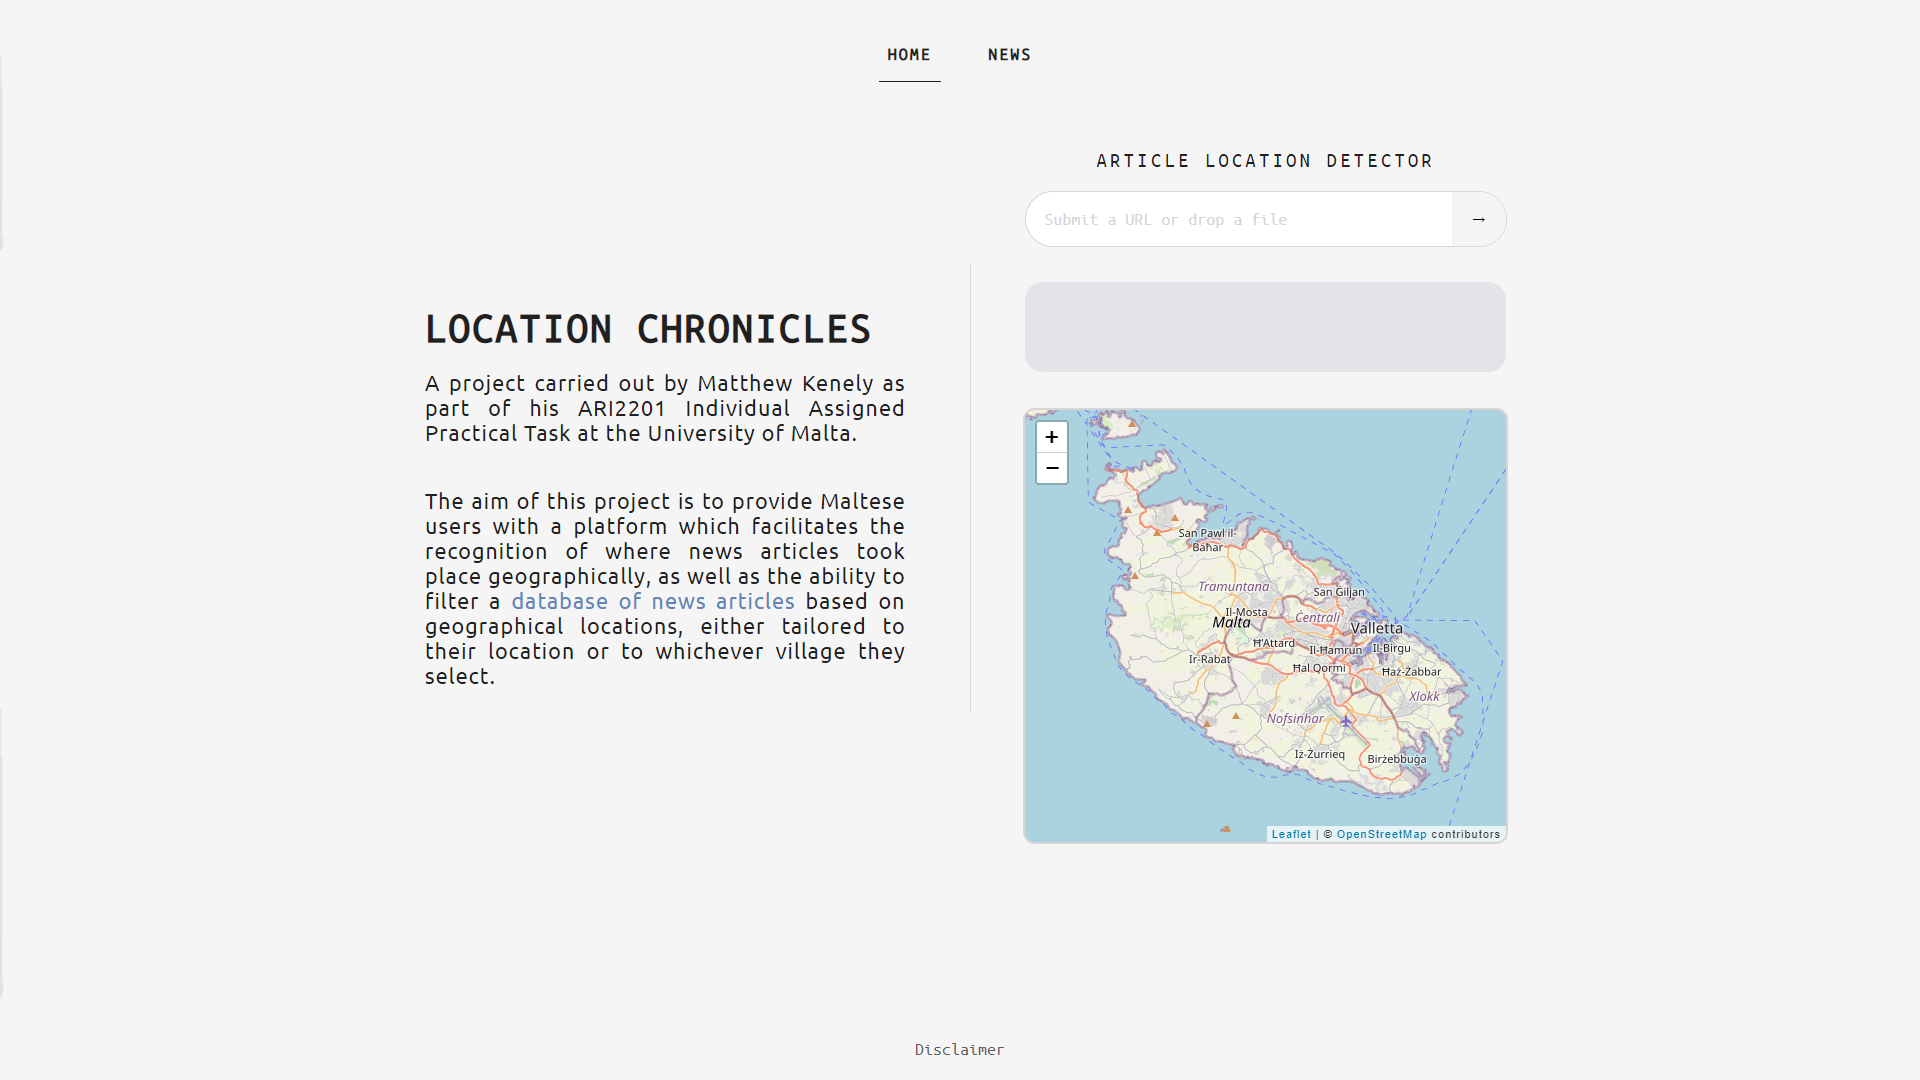 HOME
NEWS
ARTICLE LOCATION DETECTOR
Submit a URL or drop a file
→
LOCATION CHRONICLES
A project carried out by Matthew Kenely as
part of his ARI2201 Individual Assigned
Practical Task at the University of Malta.
The aim of this project is to provide Maltese
users with a platform which facilitates the
recognition of where news articles took
place geographically, as well as the ability to
filter a database of news articles based on
geographical locations, either tailored to
their location or to whichever village they
select.
+
−
San Pawl il-
Baħar
Tramuntana
San Ġiljan
Il-Mosta
Malta
Ċentrali
Valletta
Ħ'Attard
Il-Ħamrun
Il-Birgu
Ir-Rabat
Ħal Qormi
Ħaż-Żabbar
Xlokk
Nofsinhar
Iż-Żurrieq
Birżebbuġa
Leaflet | © OpenStreetMap contributors
Disclaimer